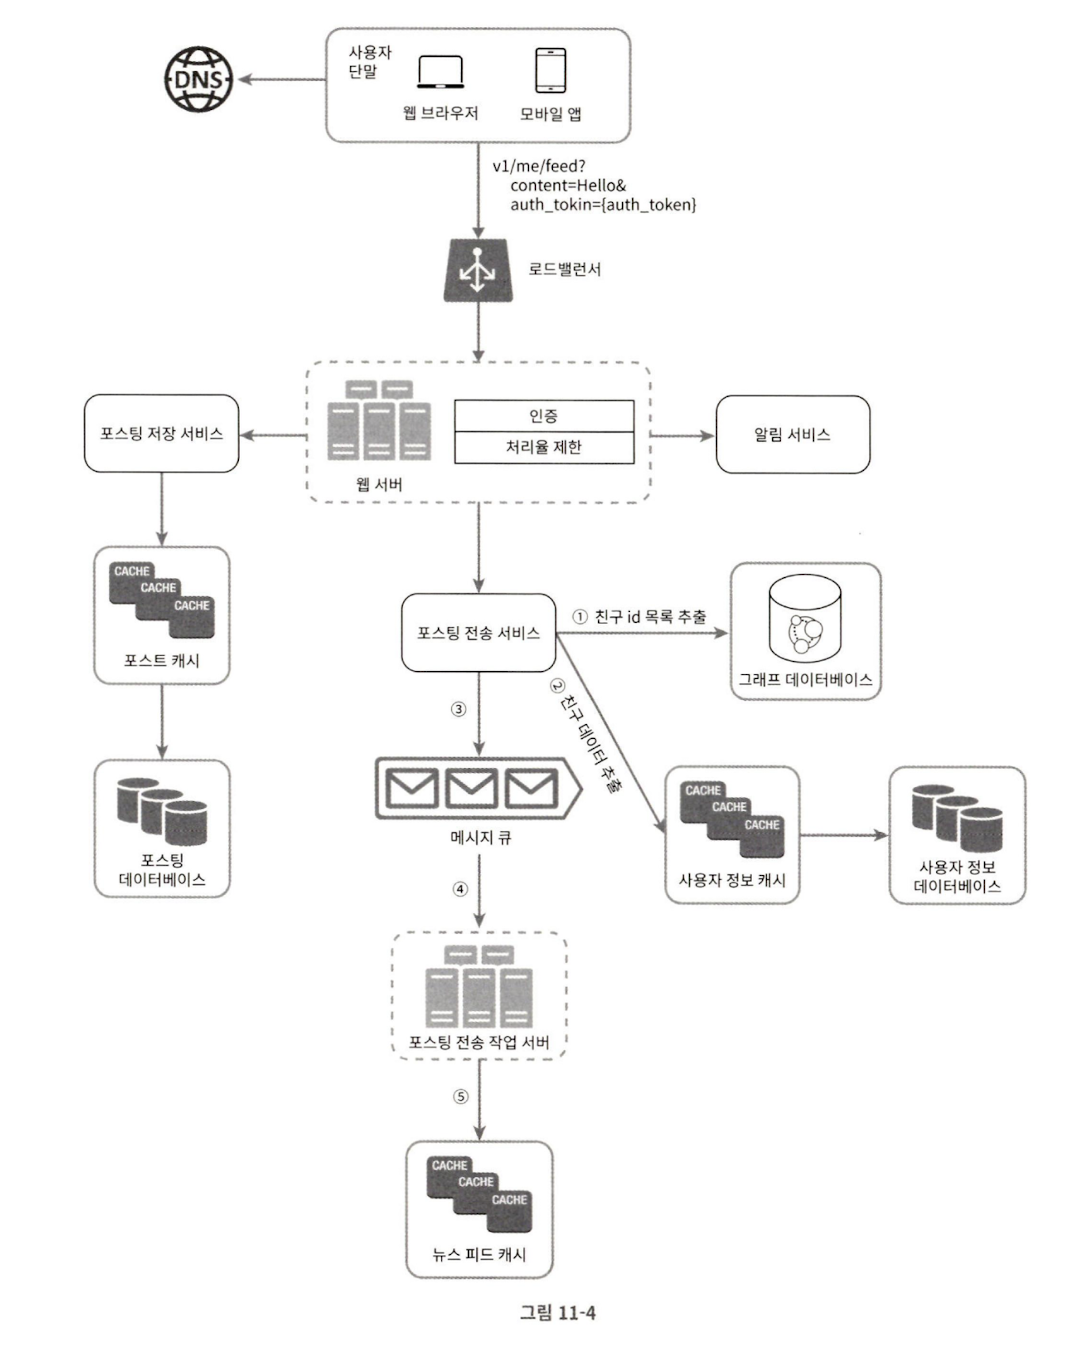 DNS
사용자
단말
웹 브라우저
모바일 앱
v1/me/feed?
content=Hello&
auth_tokin={auth_token}
로드밸런서
포스팅 저장 서비스
인증
처리율 제한
웹 서버
알림 서비스
CACHE
CACHE
CACHE
포스트 캐시
포스팅 전송 서비스
① 친구 id 목록 추출
그래프 데이터베이스
② 친구 데이터 추출
③
메시지 큐
포스팅
데이터베이스
CACHE
CACHE
CACHE
사용자 정보 캐시
사용자 정보
데이터베이스
④
포스팅 전송 작업 서버
⑤
CACHE
CACHE
CACHE
뉴스 피드 캐시
그림 11-4